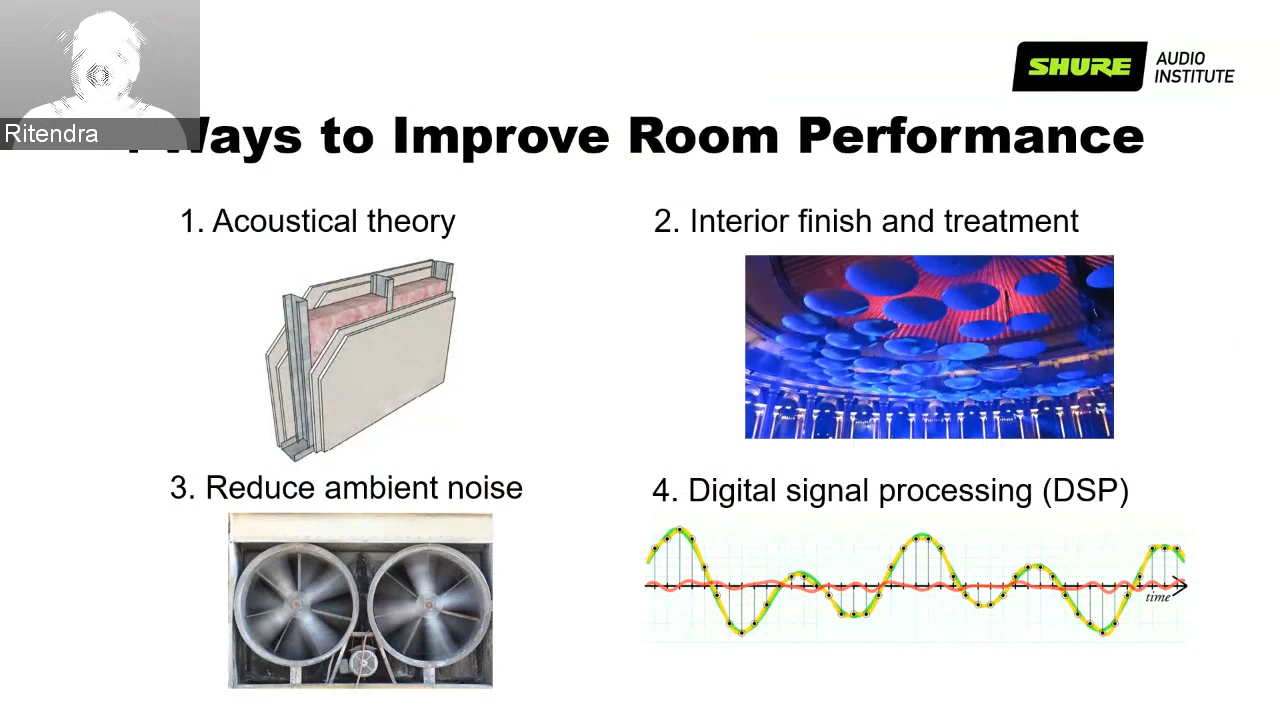 SHURE
AUDIO
INSTITUTE
Ritendra
Ways to Improve Room Performance
1. Acoustical theory
2. Interior finish and treatment
3. Reduce ambient noise
4. Digital signal processing (DSP)
time